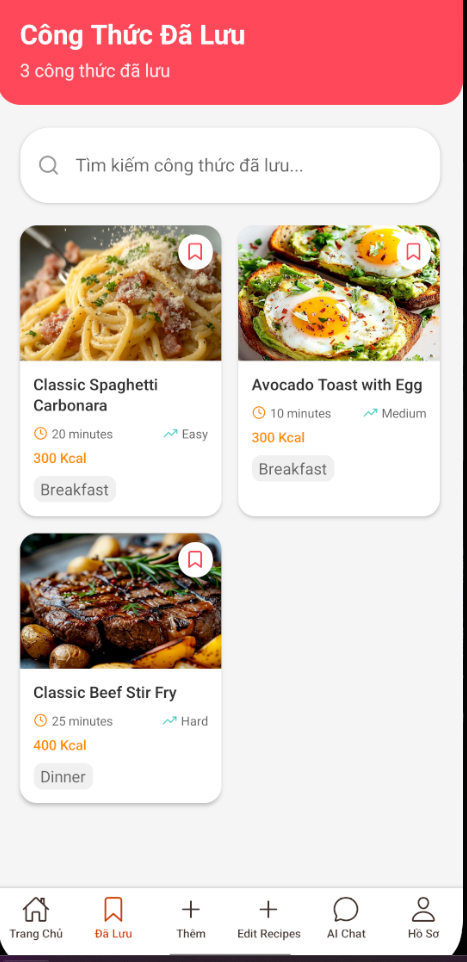 Công Thức Đã Lưu
3 công thức đã lưu
Tìm kiếm công thức đã lưu...
Classic Spaghetti
Carbonara
20 minutes Easy
300 Kcal
Breakfast
Avocado Toast with Egg
10 minutes Medium
300 Kcal
Breakfast
Classic Beef Stir Fry
25 minutes Hard
400 Kcal
Dinner
Trang Chủ Đã Lưu Thêm Edit Recipes AI Chat Hồ Sơ